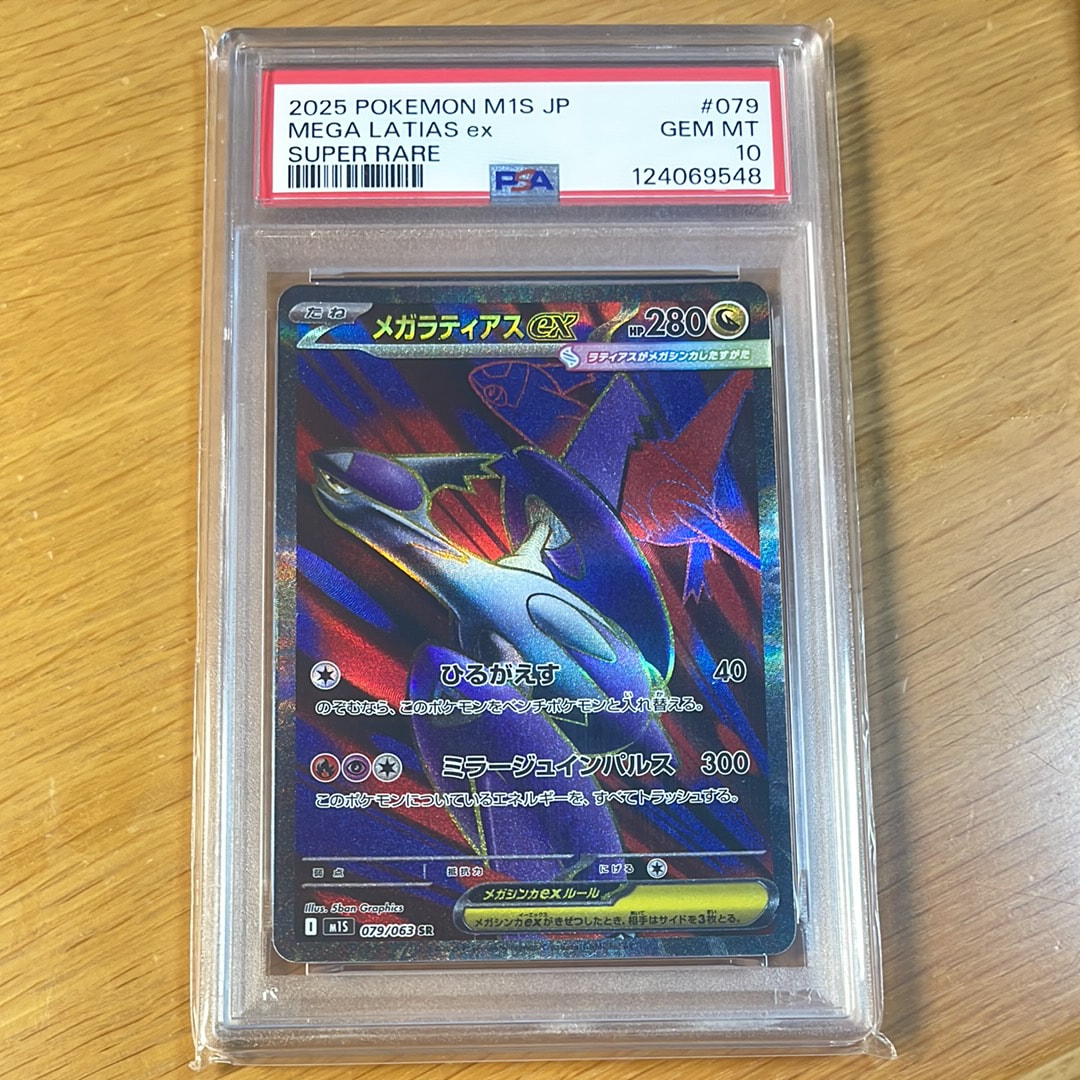 2025 POKEMON M1S JP #079
MEGA LATIAS ex GEM MT
SUPER RARE 10
PSA 124069548
たね メガラティアスex HP280
ラティアスがメガシンカしたすがた
ひるがえす 40
のぞむなら、このポケモンをベンチポケモンと入れ替える。
ミラージュインパルス 300
このポケモンについているエネルギーを、すべてトラッシュする。
弱点 抵抗力 にげる
メガシンカexルール
メガシンカexがきぜつしたとき、相手はサイドを3枚とる。
Illus. 5ban Graphics
I M1S 079/063 SR